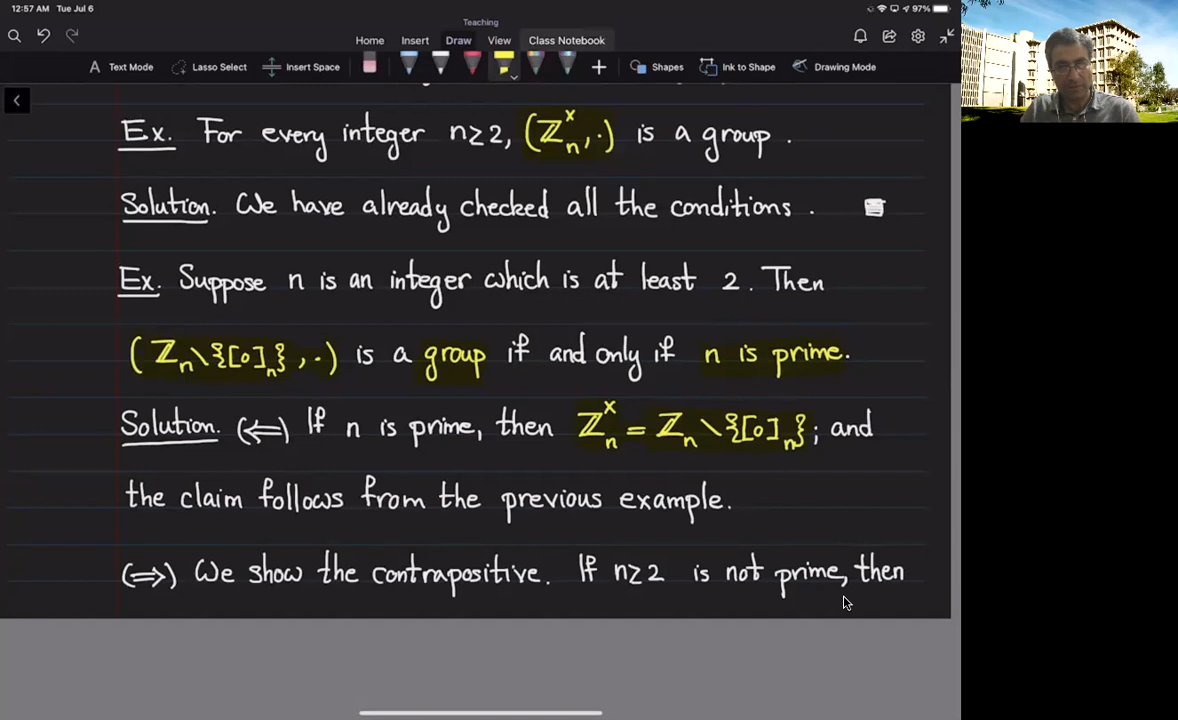 12:57 AM Tue Jul 6
97%
Teaching
Home Insert Draw View Class Notebook
A Text Mode Lasso Select Insert Space Shapes Ink to Shape Drawing Mode
Ex. For every integer n≥2, (ℤₙˣ, ·) is a group.
Solution. We have already checked all the conditions.
Ex. Suppose n is an integer which is at least 2. Then
(ℤₙ\{[0]ₙ}, ·) is a group if and only if n is prime.
Solution. (⇐) If n is prime, then ℤₙˣ = ℤₙ\{[0]ₙ}; and
the claim follows from the previous example.
(⇒) We show the contrapositive. If n≥2 is not prime, then